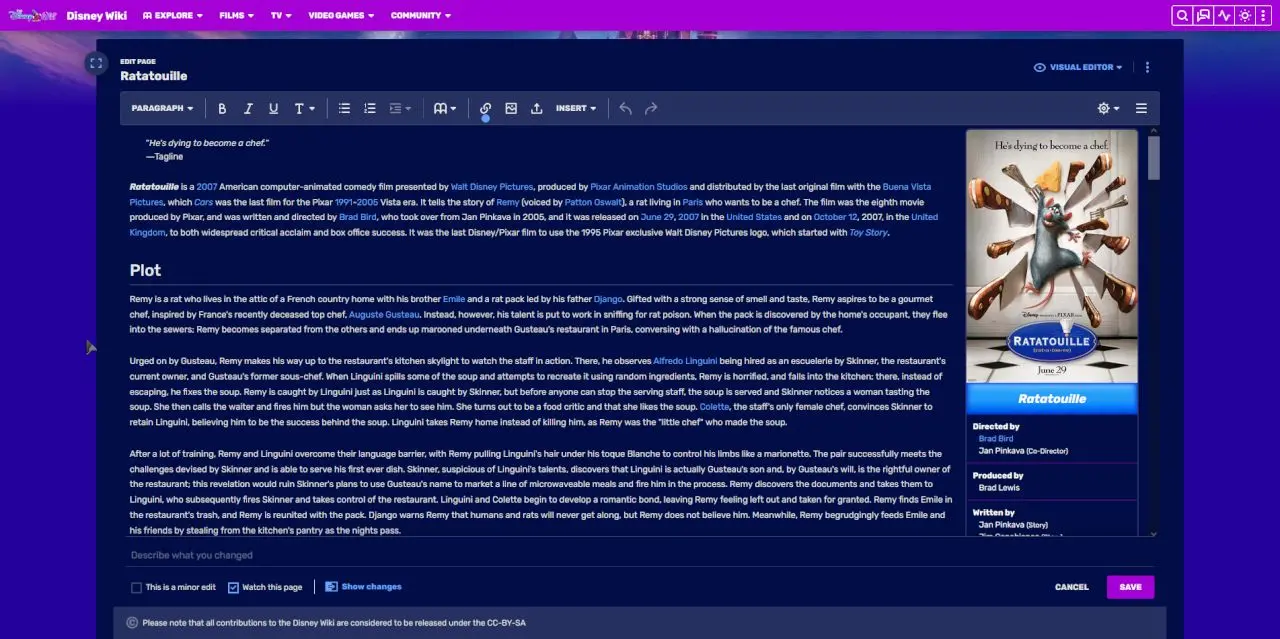 Disney Wiki EXPLORE FILMS TV VIDEO GAMES COMMUNITY
EDIT PAGE
Ratatouille
VISUAL EDITOR
PARAGRAPH B I U T INSERT
"He's dying to become a chef."
—Tagline
Ratatouille is a 2007 American computer-animated comedy film presented by Walt Disney Pictures, produced by Pixar Animation Studios and distributed by the last original film with the Buena Vista
Pictures, which Cars was the last film for the Pixar 1991-2005 Vista era. It tells the story of Remy (voiced by Patton Oswalt), a rat living in Paris who wants to be a chef. The film was the eighth movie
produced by Pixar, and was written and directed by Brad Bird, who took over from Jan Pinkava in 2005, and it was released on June 29, 2007 in the United States and on October 12, 2007, in the United
Kingdom, to both widespread critical acclaim and box office success. It was the last Disney/Pixar film to use the 1995 Pixar exclusive Walt Disney Pictures logo, which started with Toy Story.
Plot
Remy is a rat who lives in the attic of a French country home with his brother Emile and a rat pack led by his father Django. Gifted with a strong sense of smell and taste, Remy aspires to be a gourmet
chef, inspired by France's recently deceased top chef, Auguste Gusteau. Instead, however, his talent is put to work in sniffing for rat poison. When the pack is discovered by the home's occupant, they flee
into the sewers; Remy becomes separated from the others and ends up marooned underneath Gusteau's restaurant in Paris, conversing with a hallucination of the famous chef.
Urged on by Gusteau, Remy makes his way up to the restaurant's kitchen skylight to watch the staff in action. There, he observes Alfredo Linguini being hired as an escuelerie by Skinner, the restaurant's
current owner, and Gusteau's former sous-chef. When Linguini spills some of the soup and attempts to recreate it using random ingredients, Remy is horrified, and falls into the kitchen; there, instead of
escaping, he fixes the soup. Remy is caught by Linguini just as Linguini is caught by Skinner, but before anyone can stop the serving staff, the soup is served and Skinner notices a woman tasting the
soup. She then calls the waiter and fires him but the woman asks her to see him. She turns out to be a food critic and that she likes the soup. Colette, the staff's only female chef, convinces Skinner to
retain Linguini, believing him to be the success behind the soup. Linguini takes Remy home instead of killing him, as Remy was the "little chef" who made the soup.
After a lot of training, Remy and Linguini overcome their language barrier, with Remy pulling Linguini's hair under his toque Blanche to control his limbs like a marionette. The pair successfully meets the
challenges devised by Skinner and is able to serve his first ever dish. Skinner, suspicious of Linguini's talents, discovers that Linguini is actually Gusteau's son and, by Gusteau's will, is the rightful owner of
the restaurant; this revelation would ruin Skinner's plans to use Gusteau's name to market a line of microwaveable meals and fire him in the process. Remy discovers the documents and takes them to
Linguini, who subsequently fires Skinner and takes control of the restaurant. Linguini and Colette begin to develop a romantic bond, leaving Remy feeling left out and taken for granted. Remy finds Emile in
the restaurant's trash, and Remy is reunited with the pack. Django warns Remy that humans and rats will never get along, but Remy does not believe him. Meanwhile, Remy begrudgingly feeds Emile and
his friends by stealing from the kitchen's pantry as the nights pass.
He's dying to become a chef.
Disney PIXAR
RATATOUILLE
(rat·a·too·ee)
June 29
Ratatouille
Directed by
Brad Bird
Jan Pinkava (Co-Director)
Produced by
Brad Lewis
Written by
Jan Pinkava (Story)
Describe what you changed
This is a minor edit Watch this page Show changes CANCEL SAVE
Please note that all contributions to the Disney Wiki are considered to be released under the CC-BY-SA